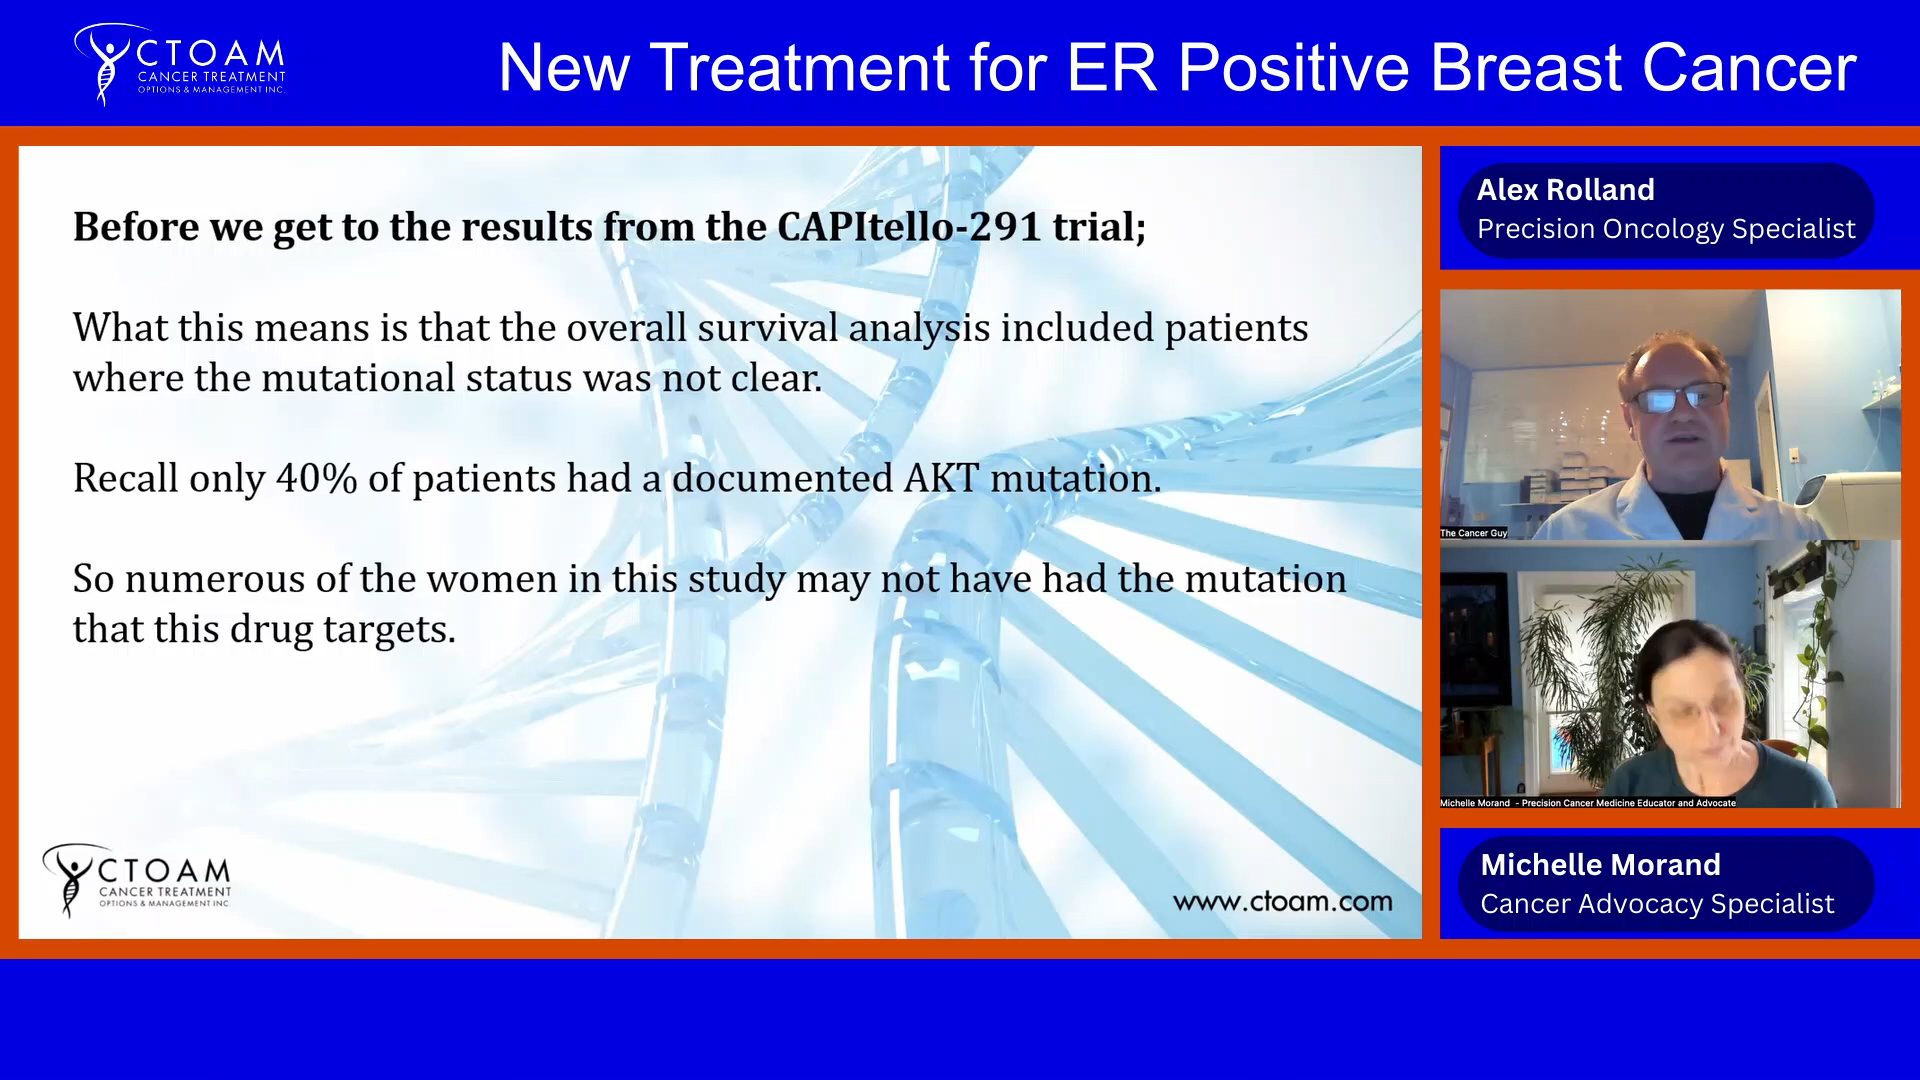 CTOAM
CANCER TREATMENT
OPTIONS & MANAGEMENT INC.
New Treatment for ER Positive Breast Cancer
Before we get to the results from the CAPItello-291 trial;
What this means is that the overall survival analysis included patients
where the mutational status was not clear.
Recall only 40% of patients had a documented AKT mutation.
So numerous of the women in this study may not have had the mutation
that this drug targets.
CTOAM
CANCER TREATMENT
OPTIONS & MANAGEMENT INC.
www.ctoam.com
Alex Rolland
Precision Oncology Specialist
The Cancer Guy
Michelle Morand - Precision Cancer Medicine Educator and Advocate
Michelle Morand
Cancer Advocacy Specialist